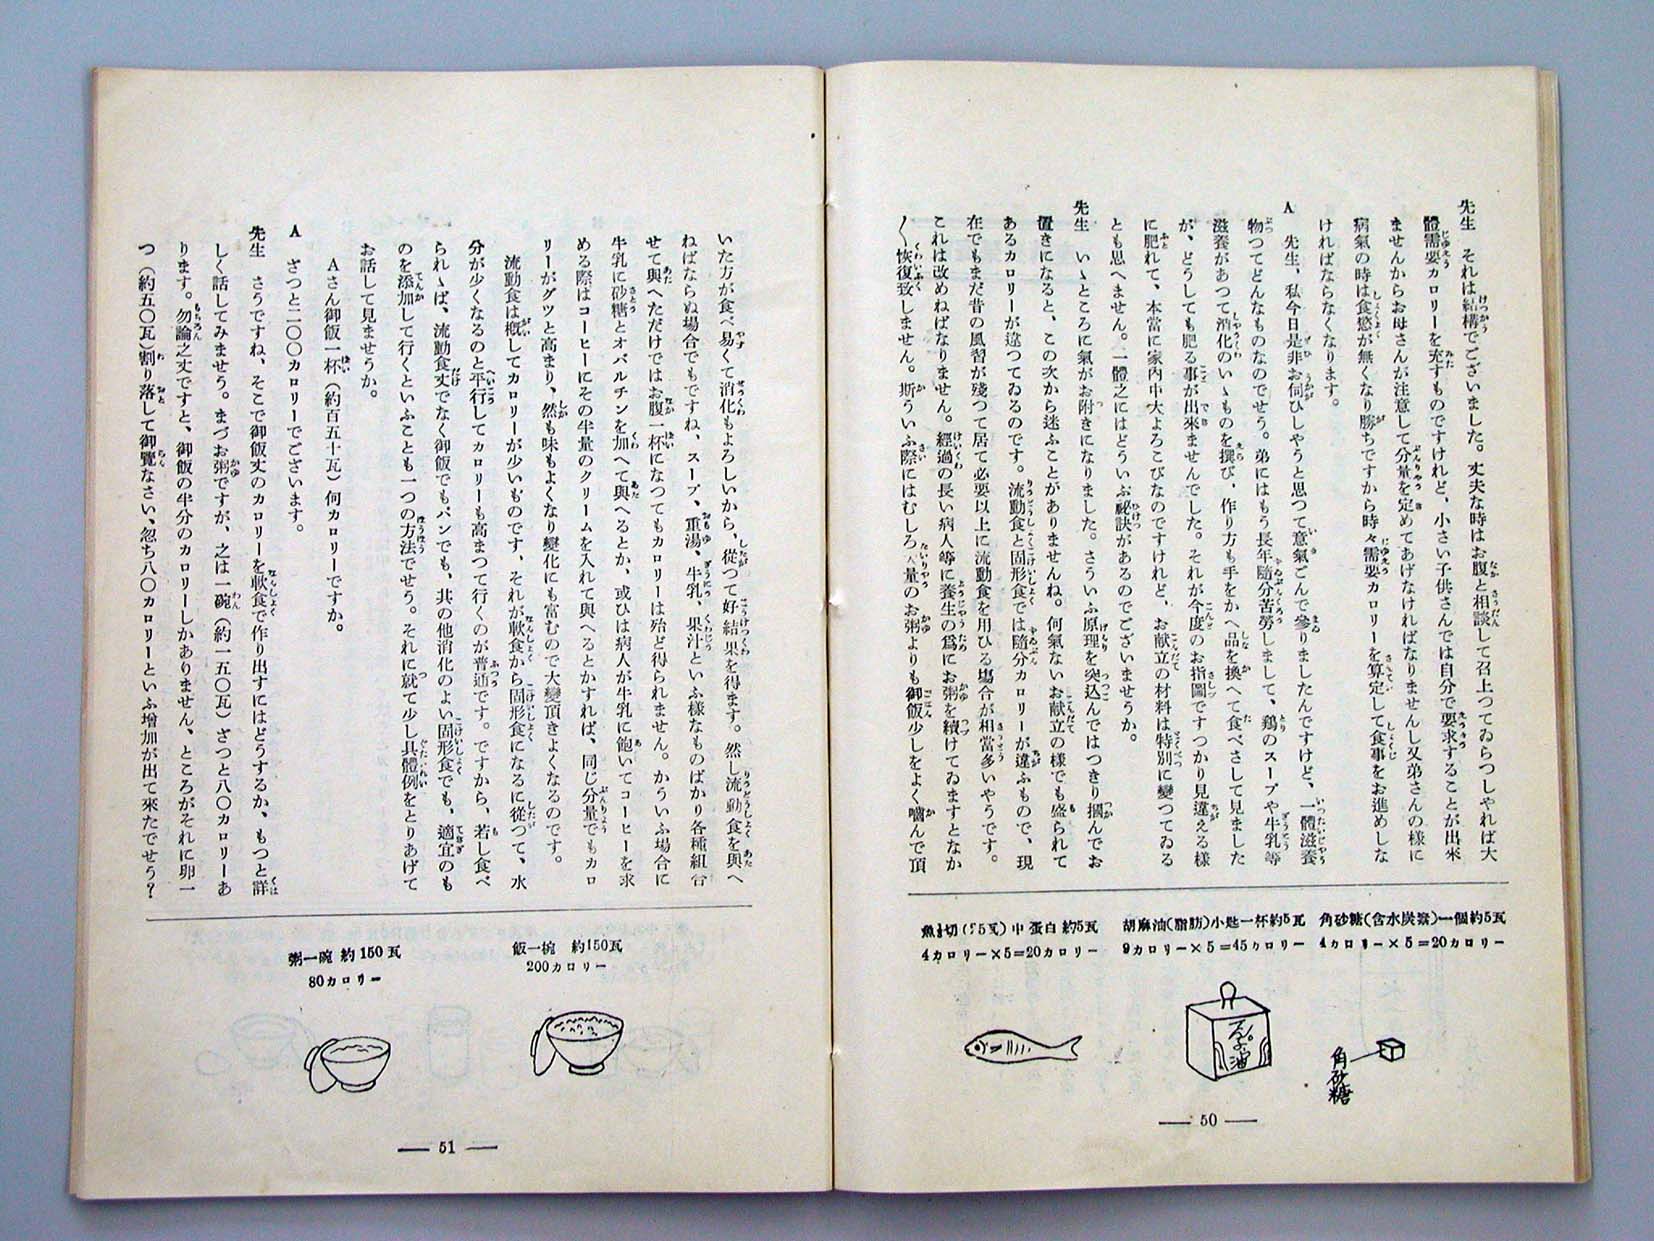 先生　それは結構でございました。丈夫な時はお腹と相談して召上つてゐらつしやれば大
體需要カロリーを充すものですけれど、小さい子供さんでは自分で要求することが出來
ませんからお母さんが注意して分量を定めてあげなければなりませんし又弟さんの樣に
病氣の時は食慾が無くなり勝ちですから時々需要カロリーを算定して食事をお進めしな
ければならなくなります。
A　先生、私今日是非お伺ひしやうと思つて意氣ごんで參りましたんですけど、一體滋養
物つてどんなものなのでせう。弟にはもう長年隨分苦勞しまして、鷄のスープや牛乳等
滋養があつて消化のいゝものを撰び、作り方も手をかへ品を換へて食べさして見ました
が、どうしても肥る事が出來ませんでした。それが今度のお指圖ですつかり見違える樣
に肥れて、本當に家內中大よろこびなのですけれど、お献立の材料は特別に變つてゐる
とも思へません。一體之にはどういふ祕訣があるのでございませうか。
先生　いゝところに氣がお附きになりました。さういふ原理を突込んではつきり摑んでお
置きになると、この次から迷ふことがありませんね。何氣ないお献立の樣でも盛られて
あるカロリーが違つてゐるのです。流動食と固形食では隨分カロリーが違ふもので、現
在でもまだ昔の風習が殘つて居て必要以上に流動食を用ひる場合が相當多いやうです。
これは改めねばなりません。經過の長い病人等に養生の爲にお粥を續けてゐますとなか
〱恢復致しません。斯ういふ際にはむしろ大量のお粥よりも御飯少しをよく嚙んで頂
魚半切(25瓦)中 蛋白 約5瓦
4カロリー×5=20カロリー
胡麻油(脂肪)小匙一杯約5瓦
9カロリー×5=45カロリー
角砂糖(含水炭素)一個約5瓦
4カロリー×5=20カロリー
角砂糖
50
いた方が食べ易くて消化もよろしいから、從つて好結果を得ます。然し流動食を與へ
ねばならぬ場合でもですね、スープ、重湯、牛乳、果汁といふ樣なものばかり各種組合
せて與へただけではお腹一杯になつてもカロリーは殆ど得られません。かういふ場合に
牛乳に砂糖とオバルチンを加へて與へるとか、或ひは病人が牛乳に飽いてコーヒーを求
める際はコーヒーにその半量のクリームを入れて與へるとかすれば、同じ分量でもカロ
リーがグツと高まり、然も味もよくなり變化にも富むので大變頂きよくなるのです。
流動食は槪してカロリーが少いものです、それが軟食から固形食になるに從つて、水
分が少くなるのと平行してカロリーも高まつて行くのが普通です。ですから、若し食べ
られゝば、流動食丈でなく御飯でもパンでも、其の他消化のよい固形食でも、適宜のも
のを添加して行くといふことも一つの方法でせう。それに就て少し具體例をとりあげて
お話して見ませうか。
Aさん御飯一杯（約百五十瓦）何カロリーですか。
A　さつと二〇〇カロリーでございます。
先生　さうですね、そこで御飯丈のカロリーを軟食で作り出すにはどうするか、もつと詳
しく話してみませう。まづお粥ですが、之は一碗（約一五〇瓦）ざつと八〇カロリーあ
ります。勿論之丈ですと、御飯の半分のカロリーしかありません、ところがそれに卵一
つ（約五〇瓦）割り落して御覽なさい、忽ち八〇カロリーといふ增加が出て來たでせう？
飯一椀　約150瓦
200カロリー
粥一碗 約150瓦
80カロリー
51